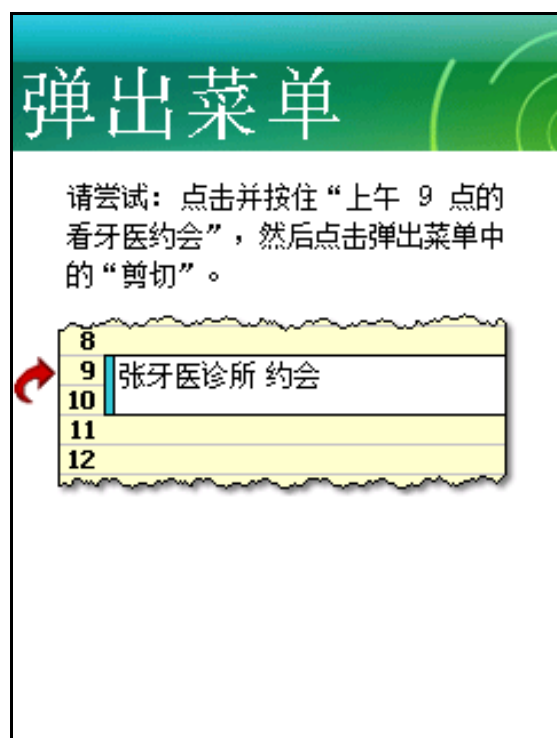 弹出菜单
请尝试：点击并按住“上午 9 点的
看牙医约会”，然后点击弹出菜单中
的“剪切”。
8
9
张牙医诊所 约会
10
11
12